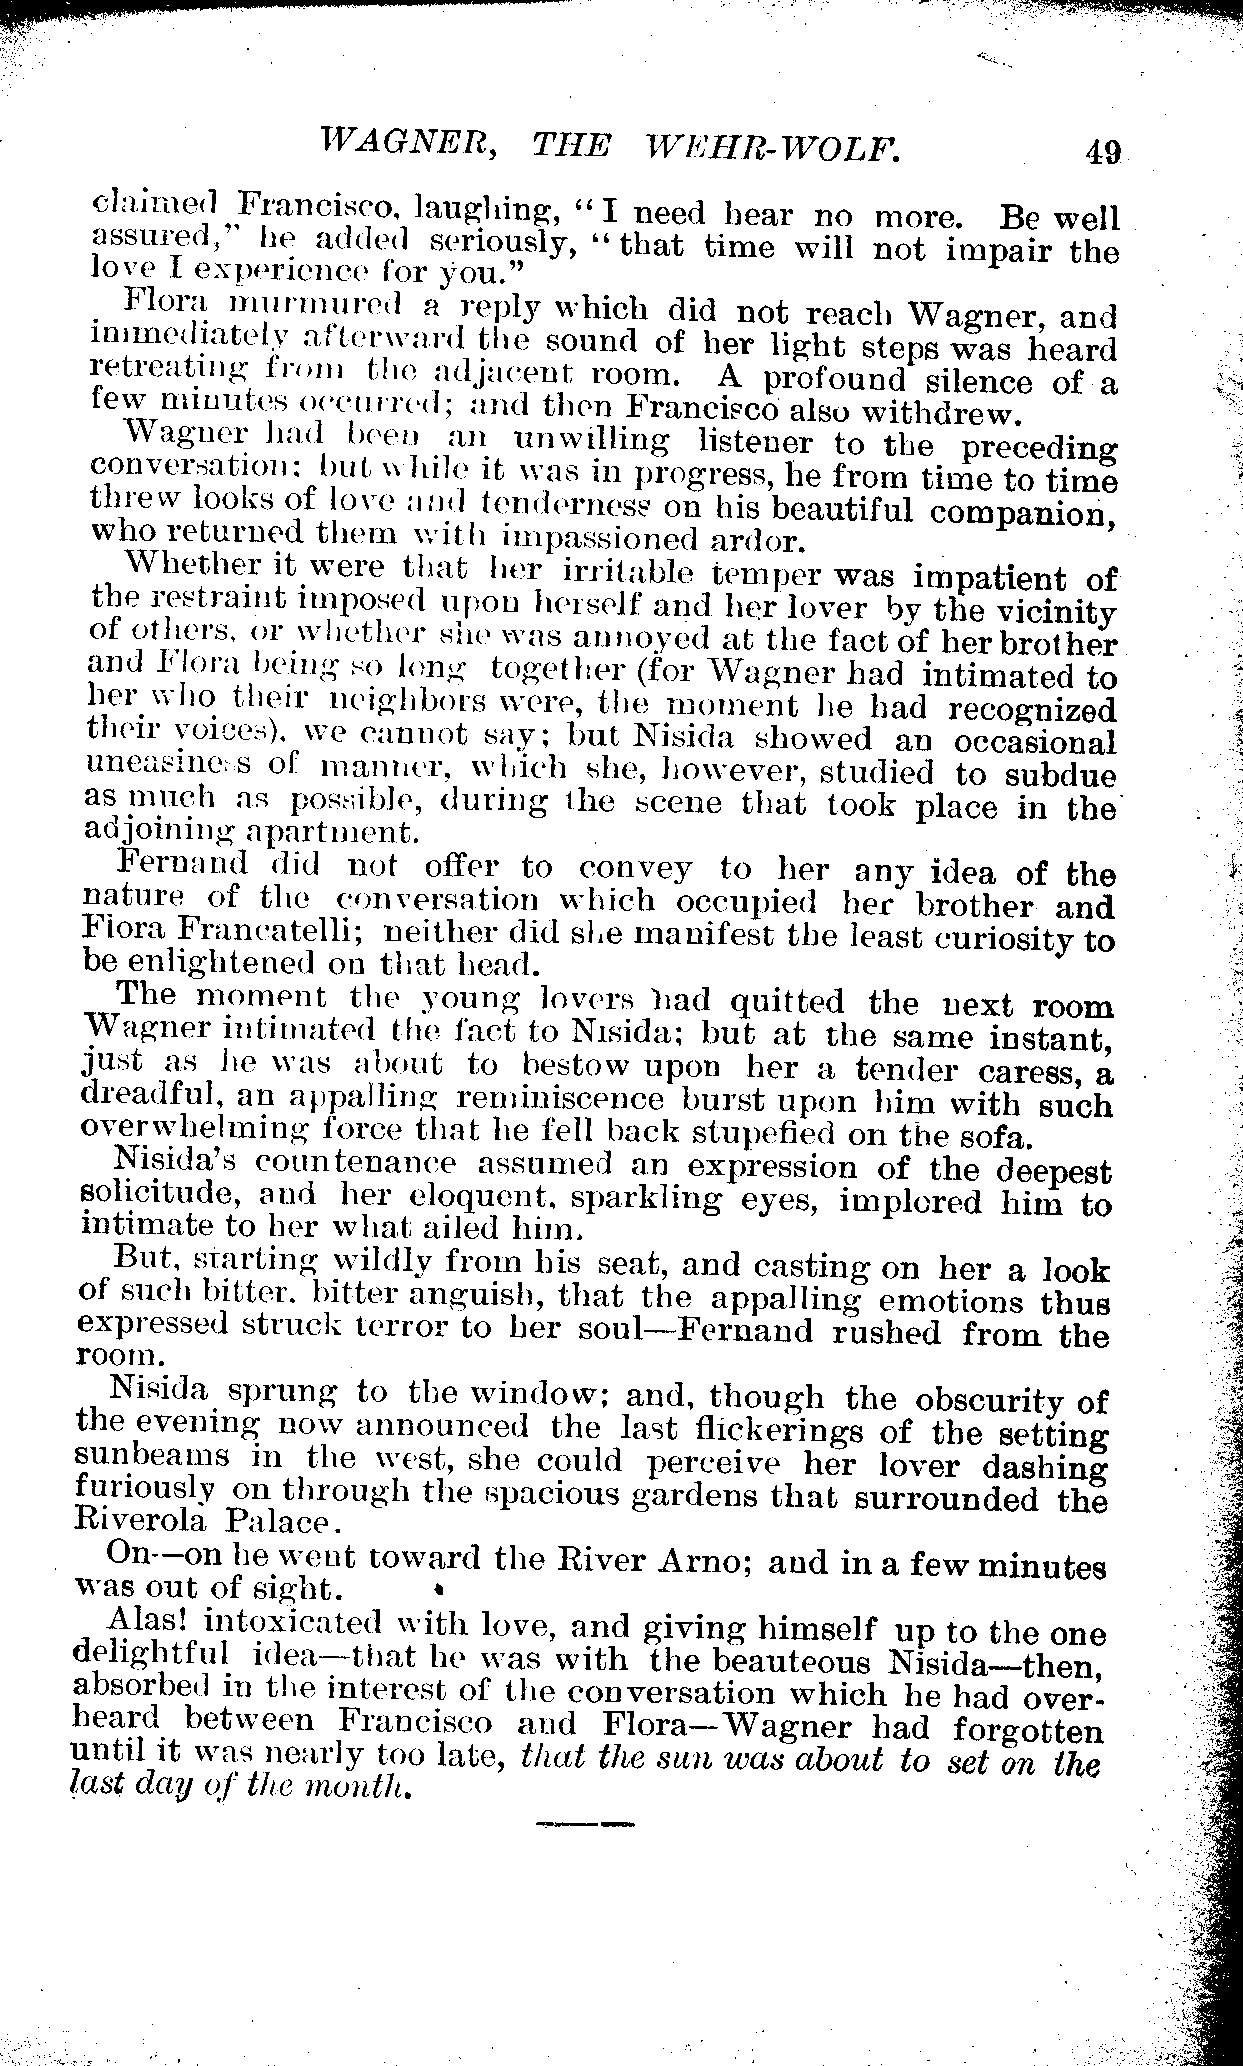 WAGNER, THE WEHR-WOLF. 49
claimed Francisco, laughing, “I need hear no more. Be well
assured,” he added seriously, “that time will not impair the
love I experience for you.”
Flora murmured a reply which did not reach Wagner, and
immediately afterward the sound of her light steps was heard
retreating from the adjacent room. A profound silence of a
few minutes occurred; and then Francisco also withdrew.
Wagner had been an unwilling listener to the preceding
conversation; but while it was in progress, he from time to time
threw looks of love and tenderness on his beautiful companion,
who returned them with impassioned ardor.
Whether it were that her irritable temper was impatient of
the restraint imposed upon herself and her lover by the vicinity
of others, or whether she was annoyed at the fact of her brother
and Flora being so long together (for Wagner had intimated to
her who their neighbors were, the moment he had recognized
their voices), we cannot say; but Nisida showed an occasional
uneasiness of manner, which she, however, studied to subdue
as much as possible, during the scene that took place in the
adjoining apartment.
Fernand did not offer to convey to her any idea of the
nature of the conversation which occupied her brother and
Flora Francatelli; neither did she manifest the least curiosity to
be enlightened on that head.
The moment the young lovers had quitted the next room
Wagner intimated the fact to Nisida; but at the same instant,
just as he was about to bestow upon her a tender caress, a
dreadful, an appalling reminiscence burst upon him with such
overwhelming force that he fell back stupefied on the sofa.
Nisida’s countenance assumed an expression of the deepest
solicitude, and her eloquent, sparkling eyes, implored him to
intimate to her what ailed him.
But, starting wildly from his seat, and casting on her a look
of such bitter, bitter anguish, that the appalling emotions thus
expressed struck terror to her soul—Fernand rushed from the
room.
Nisida sprung to the window; and, though the obscurity of
the evening now announced the last flickerings of the setting
sunbeams in the west, she could perceive her lover dashing
furiously on through the spacious gardens that surrounded the
Riverola Palace.
On—on he went toward the River Arno; and in a few minutes
was out of sight.
Alas! intoxicated with love, and giving himself up to the one
delightful idea—that he was with the beauteous Nisida—then,
absorbed in the interest of the conversation which he had over-
heard between Francisco and Flora—Wagner had forgotten
until it was nearly too late, that the sun was about to set on the
last day of the month.